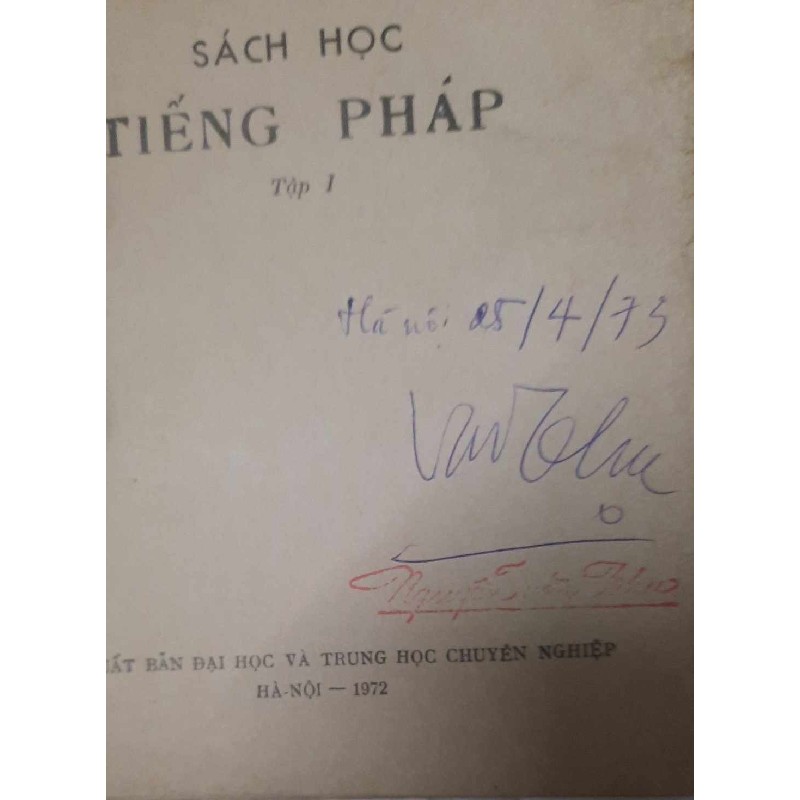 SÁCH HỌC
TIẾNG PHÁP
Tập I
Hà nội 25/4/73
ẤT BẢN ĐẠI HỌC VÀ TRUNG HỌC CHUYÊN NGHIỆP
HÀ-NỘI — 1972